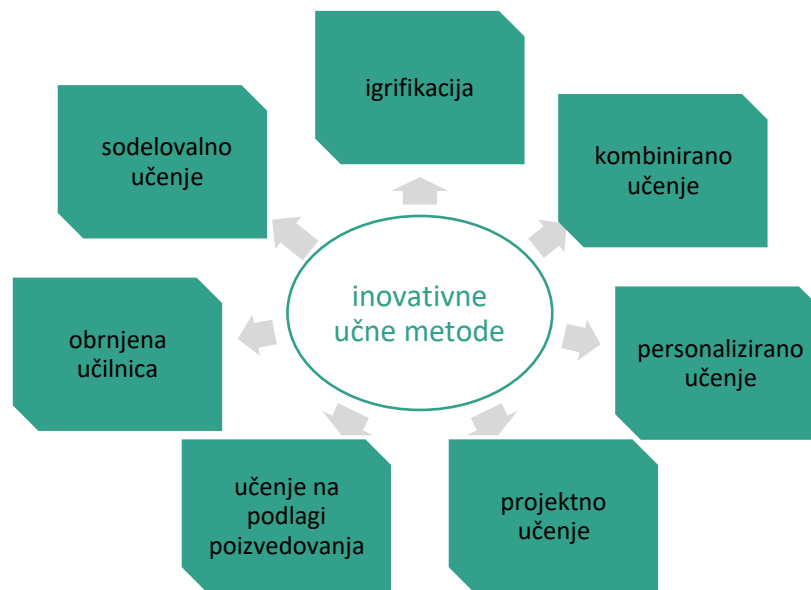 igrifikacija
sodelovalno
učenje
kombinirano
učenje
inovativne
učne metode
obrnjena
učilnica
personalizirano
učenje
učenje na
podlagi
poizvedovanja
projektno
učenje